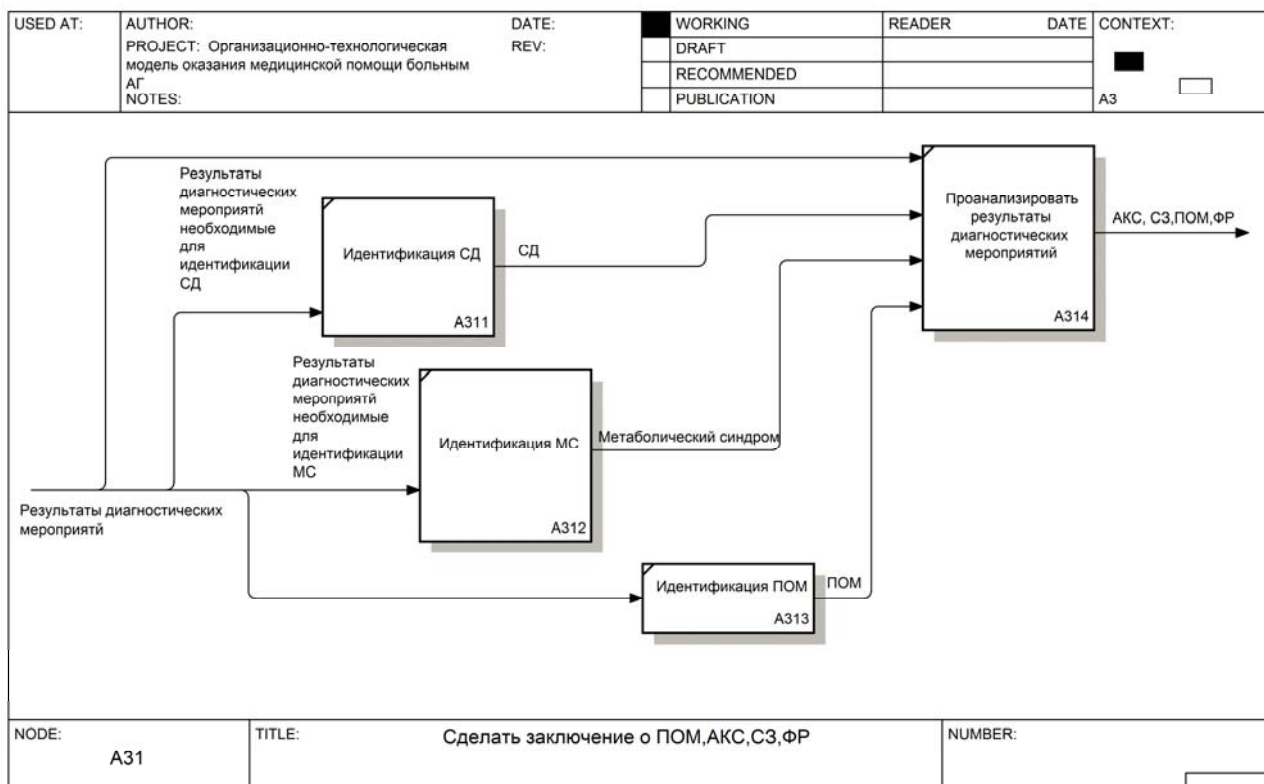 USED AT:
AUTHOR:
DATE:
PROJECT: Организационно-технологическая
REV:
модель оказания медицинской помощи больным
АГ
NOTES:
WORKING
DRAFT
RECOMMENDED
PUBLICATION
READER
DATE
CONTEXT:
A3
Результаты
диагностических
мероприятй
необходимые
для
идентификации
СД
Идентификация СД
A311
СД
Проанализировать
результаты
диагностических
мероприятий
A314
АКС, СЗ,ПОМ,ФР
Результаты
диагностических
мероприятй
необходимые
для
идентификации
МС
Идентификация МС
A312
Метаболический синдром
Результаты диагностических
мероприятй
Идентификация ПОМ
A313
ПОМ
NODE:
A31
TITLE:
Сделать заключение о ПОМ,АКС,СЗ,ФР
NUMBER: